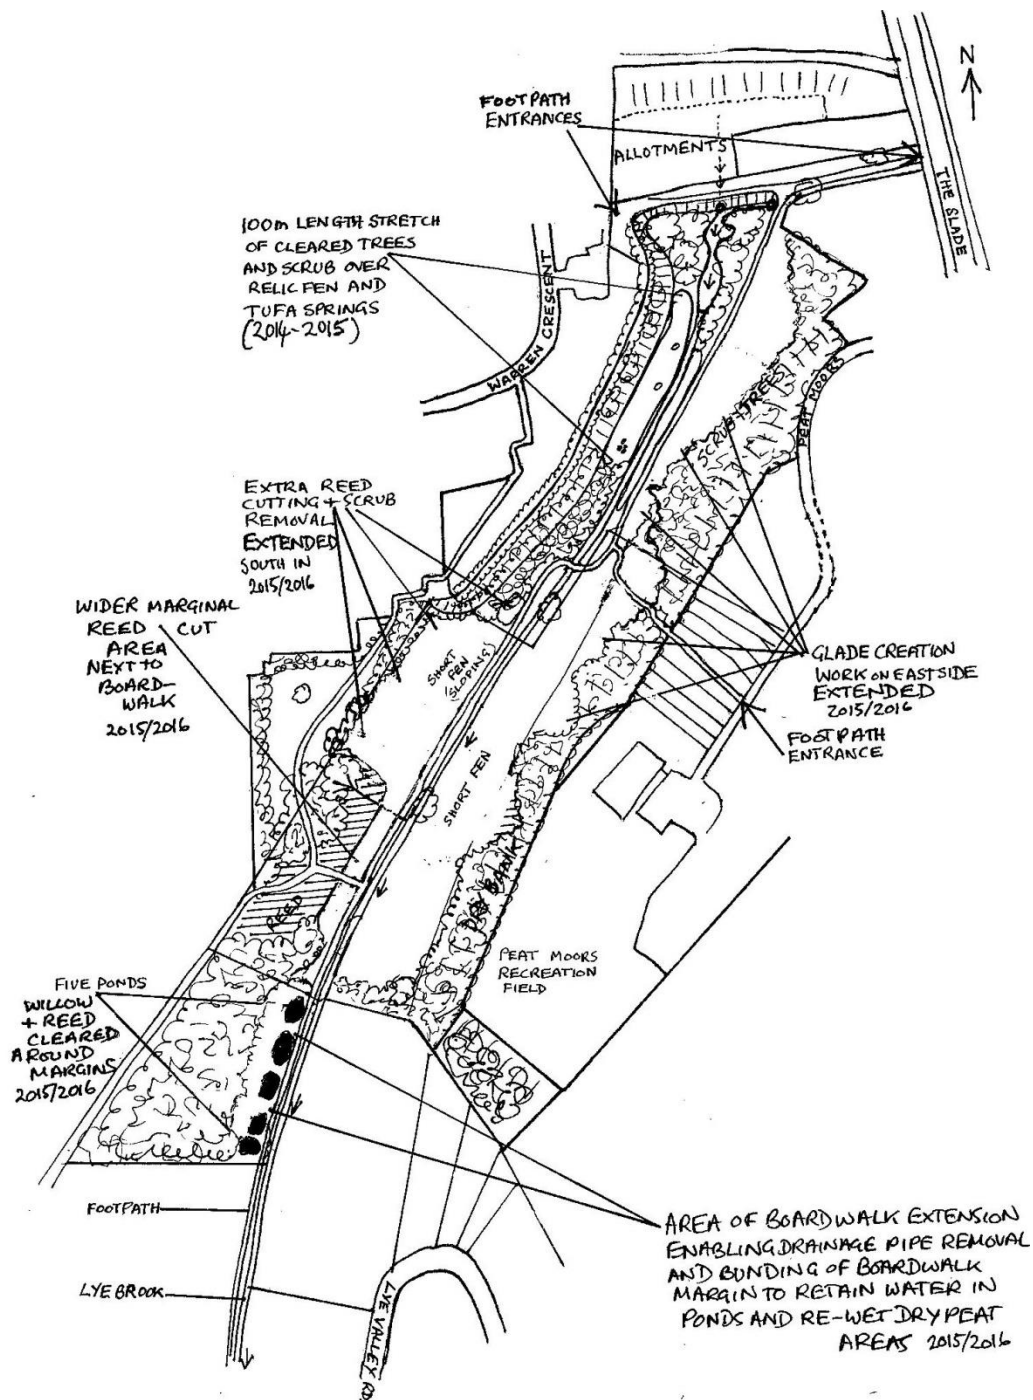 N
FOOTPATH
ENTRANCES
ALLOTMENTS
THE SLADE
100m LENGTH STRETCH
OF CLEARED TREES
AND SCRUB OVER
RELIC FEN AND
TUFA SPRINGS
(2014-2015)
WARREN CRESCENT
PEAT MOORS
SCRUB+TREES
EXTRA REED
CUTTING + SCRUB
REMOVAL
EXTENDED
SOUTH IN
2015/2016
WIDER MARGINAL
REED CUT
AREA
NEXT TO
BOARD-
WALK
2015/2016
SHORT
FEN
(SLOPING)
GLADE CREATION
WORK ON EAST SIDE
EXTENDED
2015/2016
FOOTPATH
ENTRANCE
SHORT FEN
DRY BANK
REED
PEAT MOORS
RECREATION
FIELD
FIVE PONDS
WILLOW
+ REED
CLEARED
AROUND
MARGINS
2015/2016
FOOTPATH
LYE BROOK
LYE VALLEY RD.
AREA OF BOARDWALK EXTENSION
ENABLING DRAINAGE PIPE REMOVAL
AND BUNDING OF BOARDWALK
MARGIN TO RETAIN WATER IN
PONDS AND RE-WET DRY PEAT
AREAS 2015/2016